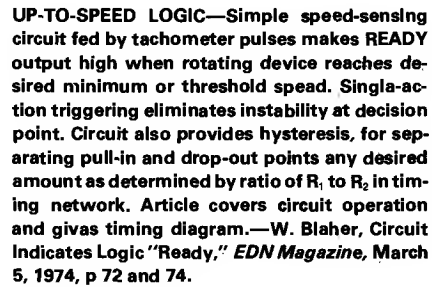 UP-TO-SPEED LOGIC—Simple speed-sensing
circuit fed by tachometer pulses makes READY
output high when rotating device reaches de-
sired minimum or threshold spead. Singla-ac-
tion triggering eliminates instability at decision
point. Circuit also provides hysteresis, for sep-
arating pull-in and drop-out points any desired
amount as determined by ratio of R₁ to R₂ in tim-
ing network. Article covers circuit operation
and givas timing diagram.—W. Blaher, Circuit
Indicates Logic "Ready," EDN Magazine, March
5, 1974, p 72 and 74.